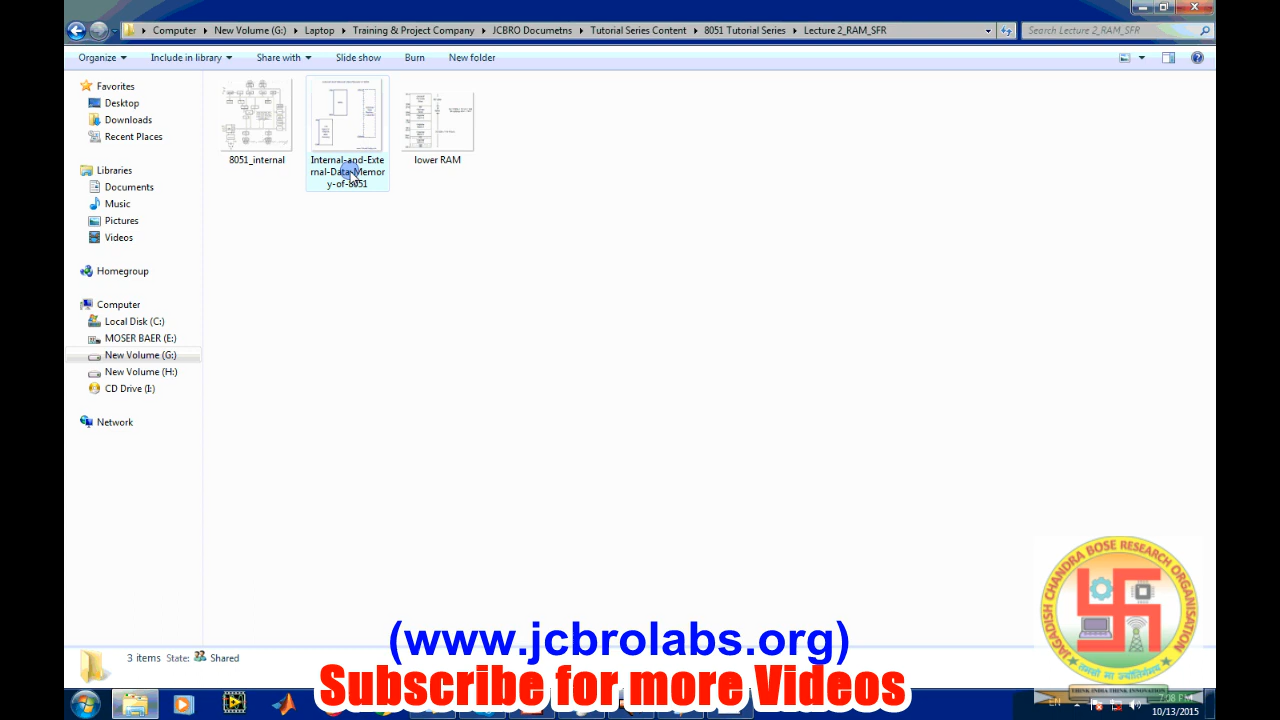 Computer New Volume (G:) Laptop Training & Project Company JCBRO Documetns Tutorial Series Content 8051 Tutorial Series Lecture 2_RAM_SFR Search Lecture 2_RAM_SFR
Organize Include in library Share with Slide show Burn New folder
Favorites
Desktop
Downloads
Recent Places
Libraries
Documents
Music
Pictures
Videos
Homegroup
Computer
Local Disk (C:)
MOSER BAER (E:)
New Volume (G:)
New Volume (H:)
CD Drive (I:)
Network
8051_internal
Internal-and-Exte
rnal-Data-Memor
y-of-8051
lower RAM
3 items State: Shared
(www.jcbrolabs.org)
Subscribe for more Videos
JAGADISH CHANDRA BOSE RESEARCH ORGANISATION
THINK INDIA THINK INNOVATION
EN
7:08 PM
10/13/2015